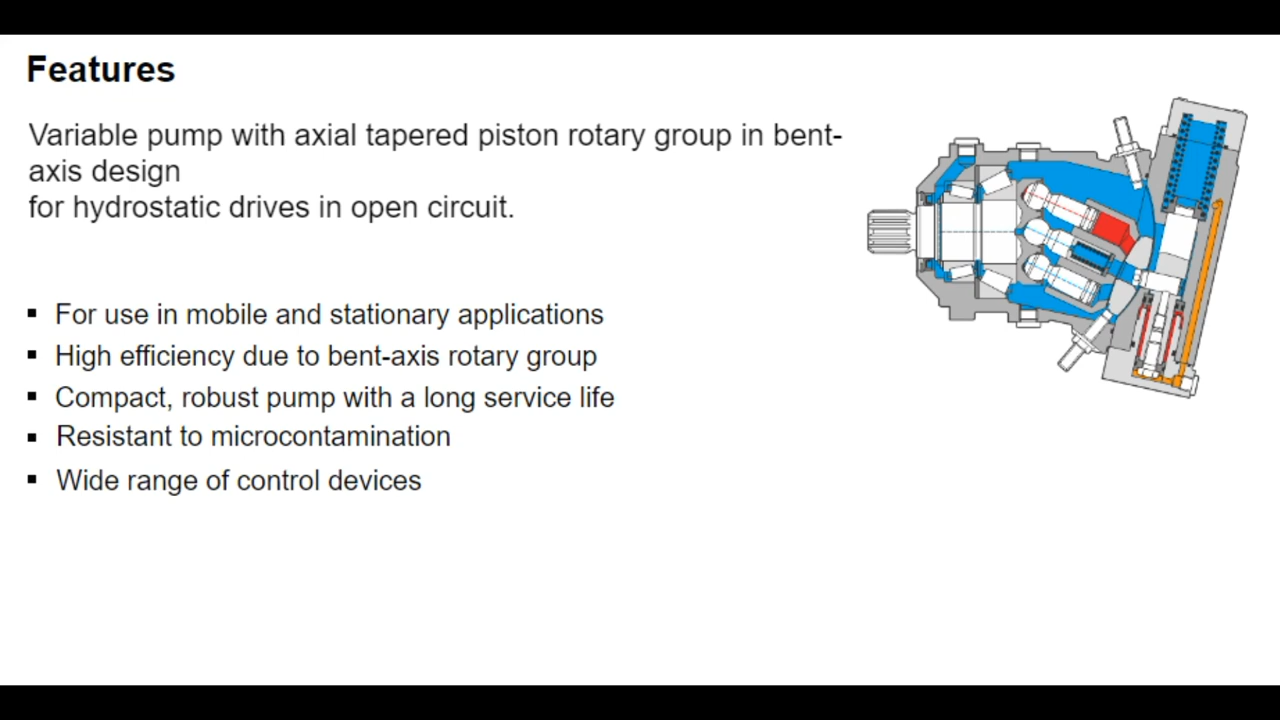 Features
Variable pump with axial tapered piston rotary group in bent-
axis design
for hydrostatic drives in open circuit.
▪ For use in mobile and stationary applications
▪ High efficiency due to bent-axis rotary group
▪ Compact, robust pump with a long service life
▪ Resistant to microcontamination
▪ Wide range of control devices